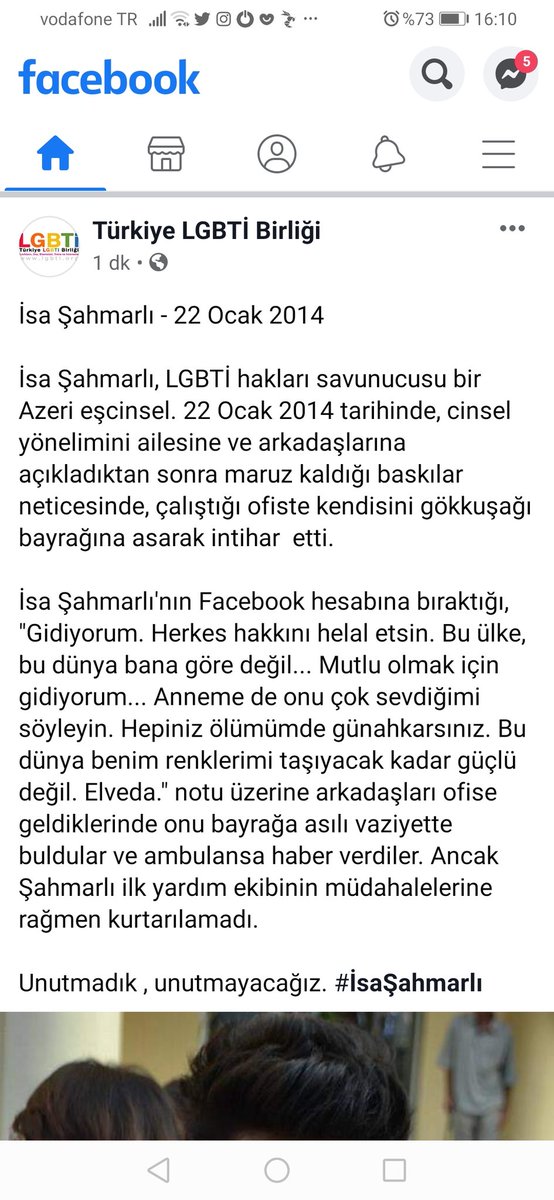 vodafone TR %73 16:10
facebook
5
LGBTİ
Türkiye LGBTİ Birliği
www.lgbti.org
Türkiye LGBTİ Birliği
1 dk •
İsa Şahmarlı - 22 Ocak 2014
İsa Şahmarlı, LGBTİ hakları savunucusu bir
Azeri eşcinsel. 22 Ocak 2014 tarihinde, cinsel
yönelimini ailesine ve arkadaşlarına
açıkladıktan sonra maruz kaldığı baskılar
neticesinde, çalıştığı ofiste kendisini gökkuşağı
bayrağına asarak intihar  etti.
İsa Şahmarlı'nın Facebook hesabına bıraktığı,
"Gidiyorum. Herkes hakkını helal etsin. Bu ülke,
bu dünya bana göre değil... Mutlu olmak için
gidiyorum... Anneme de onu çok sevdiğimi
söyleyin. Hepiniz ölümümde günahkarsınız. Bu
dünya benim renklerimi taşıyacak kadar güçlü
değil. Elveda." notu üzerine arkadaşları ofise
geldiklerinde onu bayrağa asılı vaziyette
buldular ve ambulansa haber verdiler. Ancak
Şahmarlı ilk yardım ekibinin müdahalelerine
rağmen kurtarılamadı.
Unutmadık , unutmayacağız. #İsaŞahmarlı